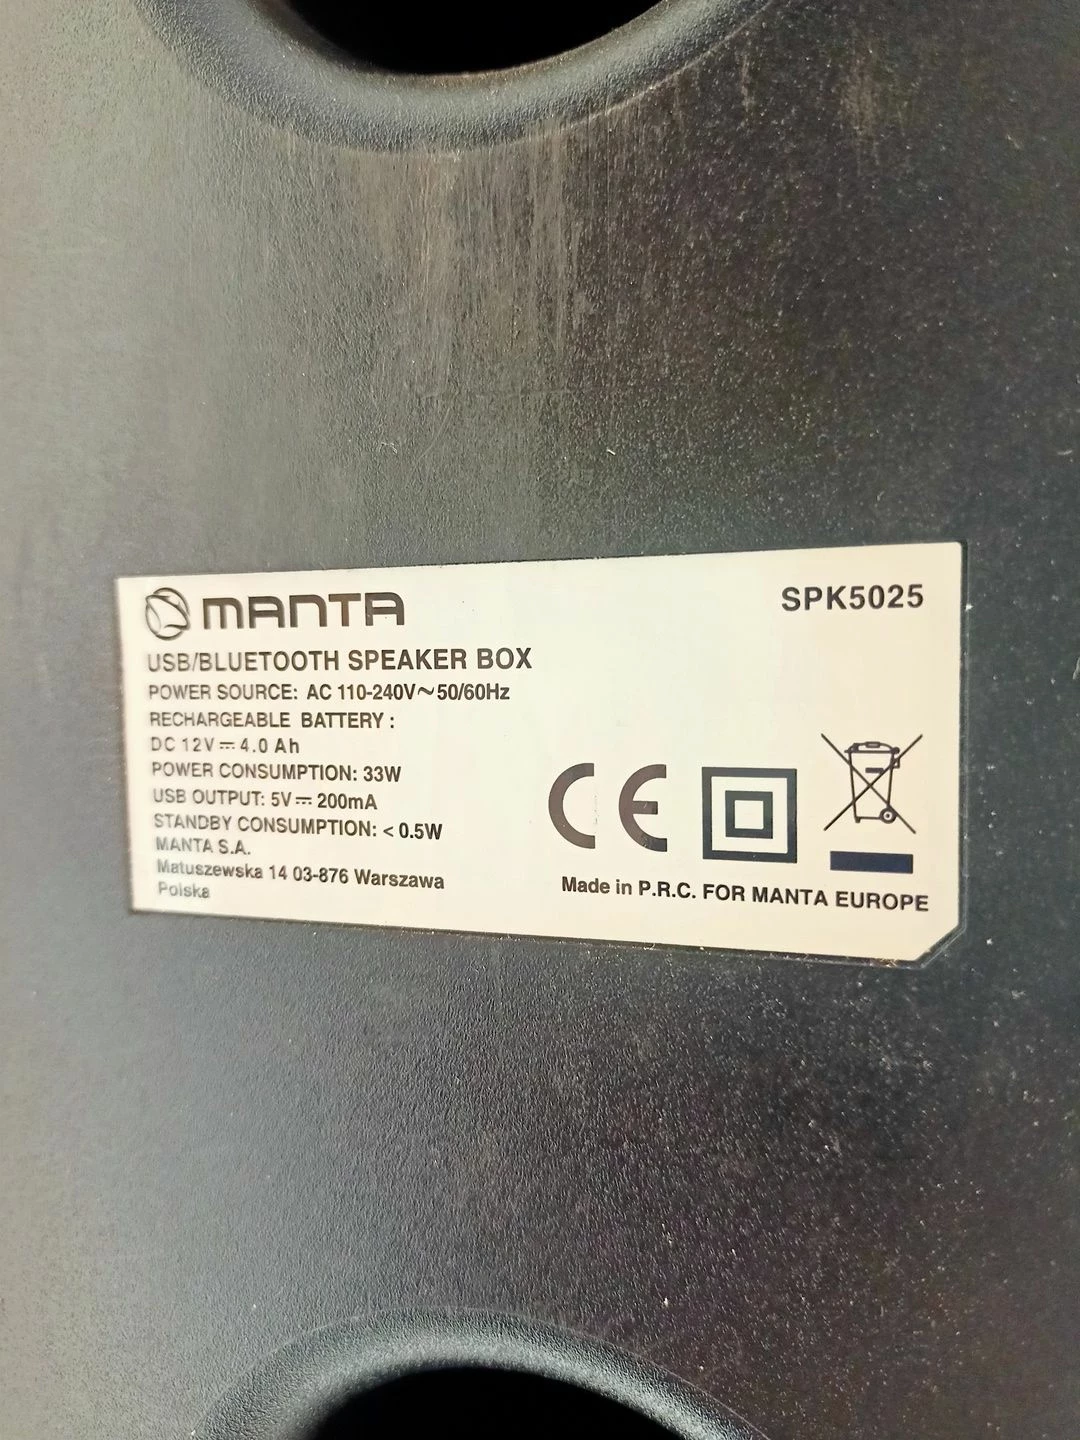 MANTA
SPK5025
USB/BLUETOOTH SPEAKER BOX
POWER SOURCE: AC 110-240V～50/60Hz
RECHARGEABLE BATTERY :
DC 12V⎓4.0 Ah
POWER CONSUMPTION: 33W
USB OUTPUT: 5V⎓200mA
STANDBY CONSUMPTION: < 0.5W
MANTA S.A.
Matuszewska 14 03-876 Warszawa
Polska
CE
Made in P.R.C. FOR MANTA EUROPE